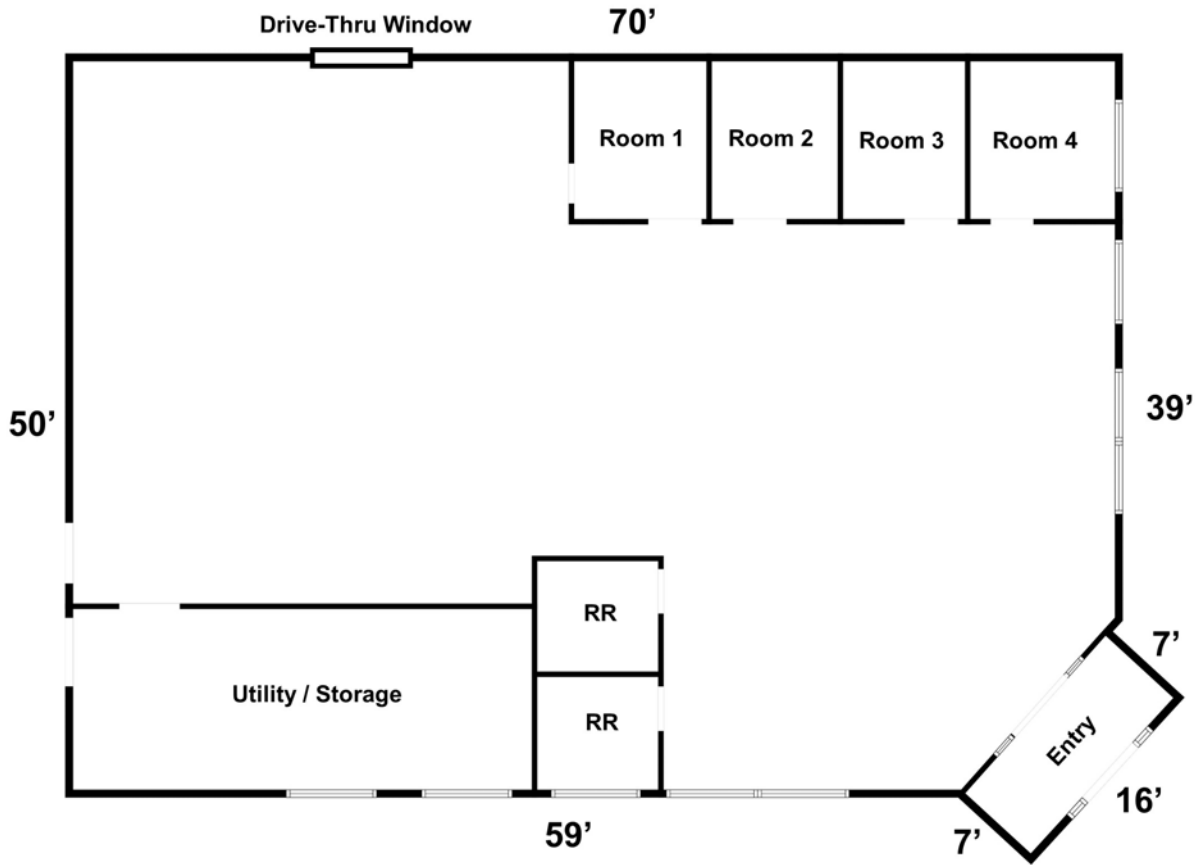 Drive-Thru Window
70’
Room 1
Room 2
Room 3
Room 4
50’
39’
RR
7’
Utility / Storage
RR
Entry
16’
59’
7’